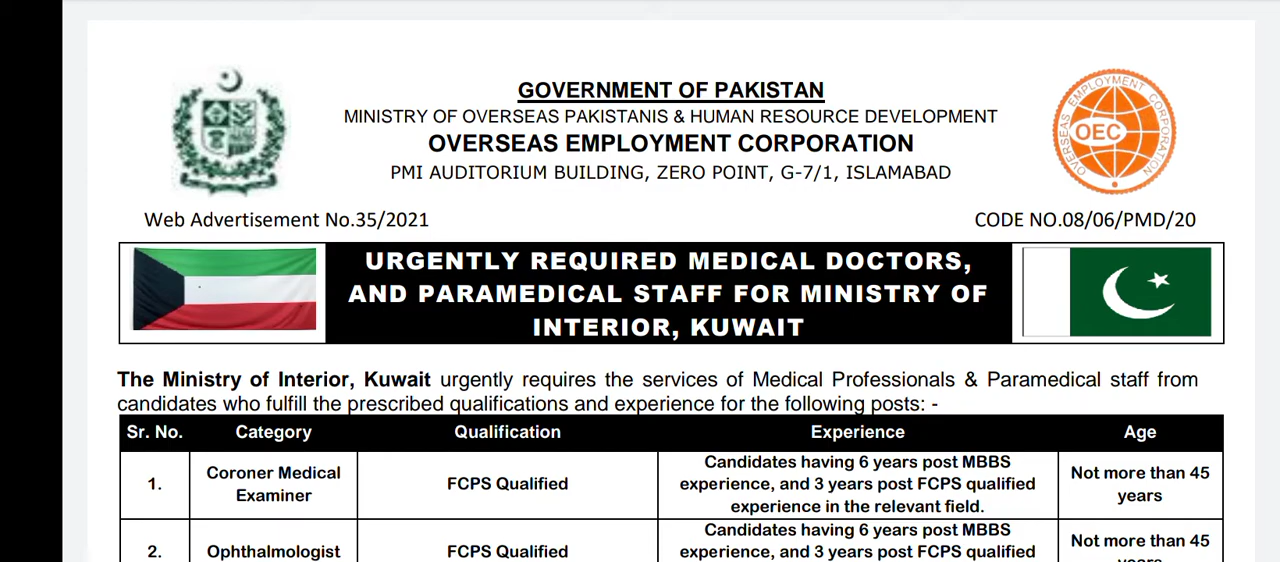 GOVERNMENT OF PAKISTAN
MINISTRY OF OVERSEAS PAKISTANIS & HUMAN RESOURCE DEVELOPMENT
OVERSEAS EMPLOYMENT CORPORATION
PMI AUDITORIUM BUILDING, ZERO POINT, G-7/1, ISLAMABAD
OVERSEAS EMPLOYMENT CORPORATION
OEC
Web Advertisement No.35/2021
CODE NO.08/06/PMD/20
URGENTLY REQUIRED MEDICAL DOCTORS,
AND PARAMEDICAL STAFF FOR MINISTRY OF
INTERIOR, KUWAIT
The Ministry of Interior, Kuwait urgently requires the services of Medical Professionals & Paramedical staff from
candidates who fulfill the prescribed qualifications and experience for the following posts: -
Sr. No. Category Qualification Experience Age
1.
Coroner Medical
Examiner
FCPS Qualified
Candidates having 6 years post MBBS
experience, and 3 years post FCPS qualified
experience in the relevant field.
Not more than 45
years
2.
Ophthalmologist
FCPS Qualified
Candidates having 6 years post MBBS
experience, and 3 years post FCPS qualified
Not more than 45
years